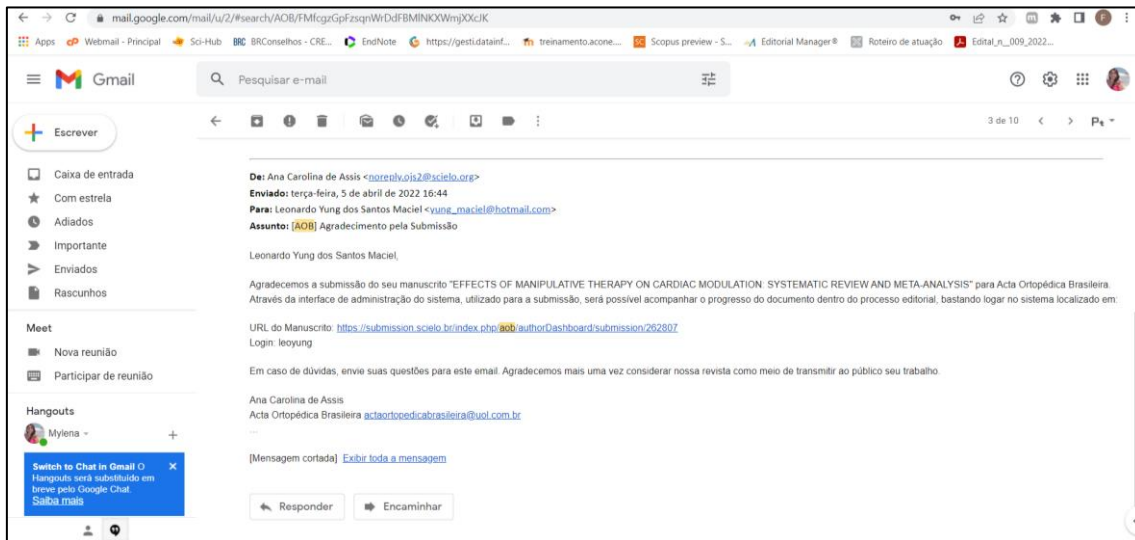 mail.google.com/mail/u/2/#search/AOB/FMfcgzGpFzsqnWrDdFBMlNKXWmjXXcJK
Apps Webmail - Principal Sci-Hub BRC BRConselhos - CRE... EndNote https://gesti.datainf... treinamento.acone.... Scopus preview - S... Editorial Manager® Roteiro de atuação Edital_n__009_2022...
Gmail
Pesquisar e-mail
Escrever
3 de 10
Caixa de entrada
Com estrela
Adiados
Importante
Enviados
Rascunhos
Meet
Nova reunião
Participar de reunião
Hangouts
Mylena
Switch to Chat in Gmail O
Hangouts será substituído em
breve pelo Google Chat.
Saiba mais
De: Ana Carolina de Assis <noreply.ojs2@scielo.org>
Enviado: terça-feira, 5 de abril de 2022 16:44
Para: Leonardo Yung dos Santos Maciel <yung_maciel@hotmail.com>
Assunto: [AOB] Agradecimento pela Submissão
Leonardo Yung dos Santos Maciel,
Agradecemos a submissão do seu manuscrito "EFFECTS OF MANIPULATIVE THERAPY ON CARDIAC MODULATION: SYSTEMATIC REVIEW AND META-ANALYSIS" para Acta Ortopédica Brasileira.
Através da interface de administração do sistema, utilizado para a submissão, será possível acompanhar o progresso do documento dentro do processo editorial, bastando logar no sistema localizado em:
URL do Manuscrito: https://submission.scielo.br/index.php/aob/authorDashboard/submission/262807
Login: leoyung
Em caso de dúvidas, envie suas questões para este email. Agradecemos mais uma vez considerar nossa revista como meio de transmitir ao público seu trabalho.
Ana Carolina de Assis
Acta Ortopédica Brasileira actaortopedicabrasileira@uol.com.br
...
[Mensagem cortada] Exibir toda a mensagem
Responder Encaminhar